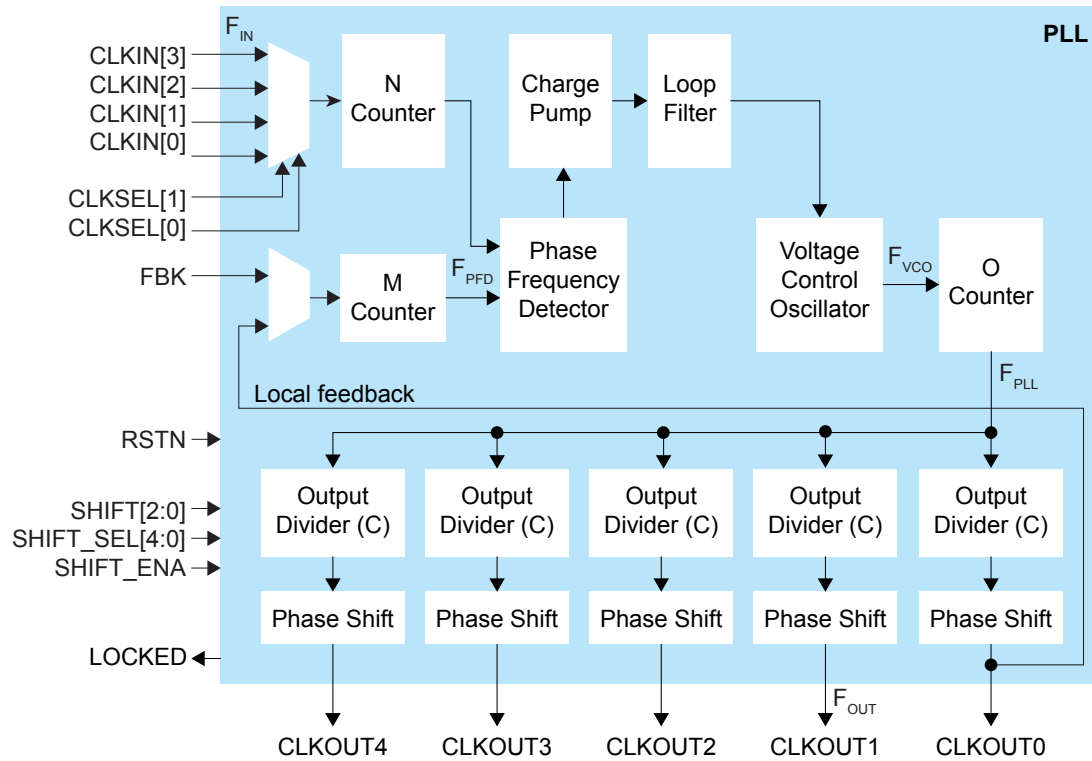 PLL
F_IN
CLKIN[3]
CLKIN[2]
CLKIN[1]
CLKIN[0]
CLKSEL[1]
CLKSEL[0]
N
Counter
Charge
Pump
Loop
Filter
FBK
M
Counter
F_PFD
Phase
Frequency
Detector
Voltage
Control
Oscillator
F_VCO
O
Counter
F_PLL
Local feedback
RSTN
SHIFT[2:0]
SHIFT_SEL[4:0]
SHIFT_ENA
LOCKED
Output
Divider (C)
Output
Divider (C)
Output
Divider (C)
Output
Divider (C)
Output
Divider (C)
Phase Shift
Phase Shift
Phase Shift
Phase Shift
Phase Shift
F_OUT
CLKOUT4
CLKOUT3
CLKOUT2
CLKOUT1
CLKOUT0